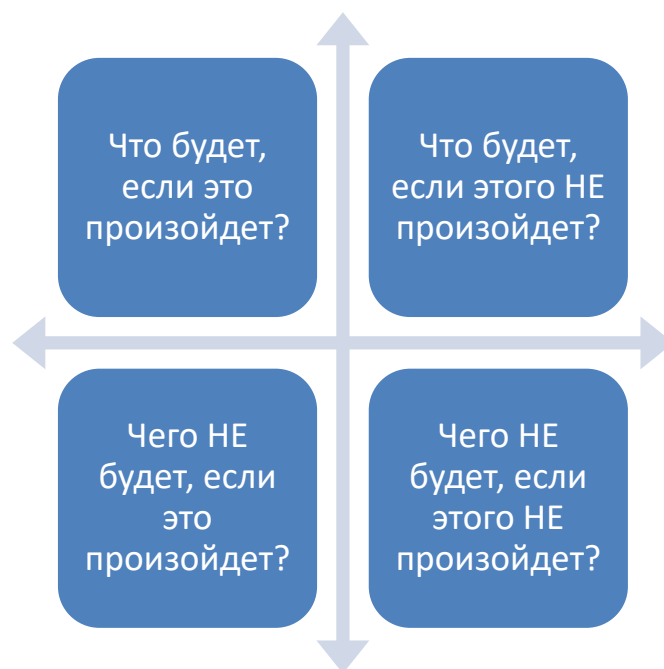 Что будет,
если это
произойдет?
Что будет,
если этого НЕ
произойдет?
Чего НЕ
будет, если
это
произойдет?
Чего НЕ
будет, если
этого НЕ
произойдет?